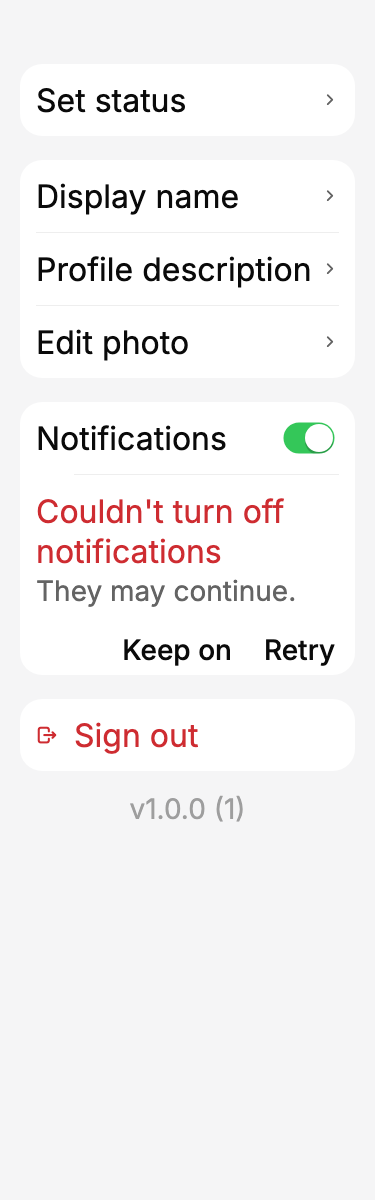 Set status
Display name
Profile description
Edit photo
Notifications
Couldn't turn off
notifications
They may continue.
Keep on Retry
Sign out
v1.0.0 (1)